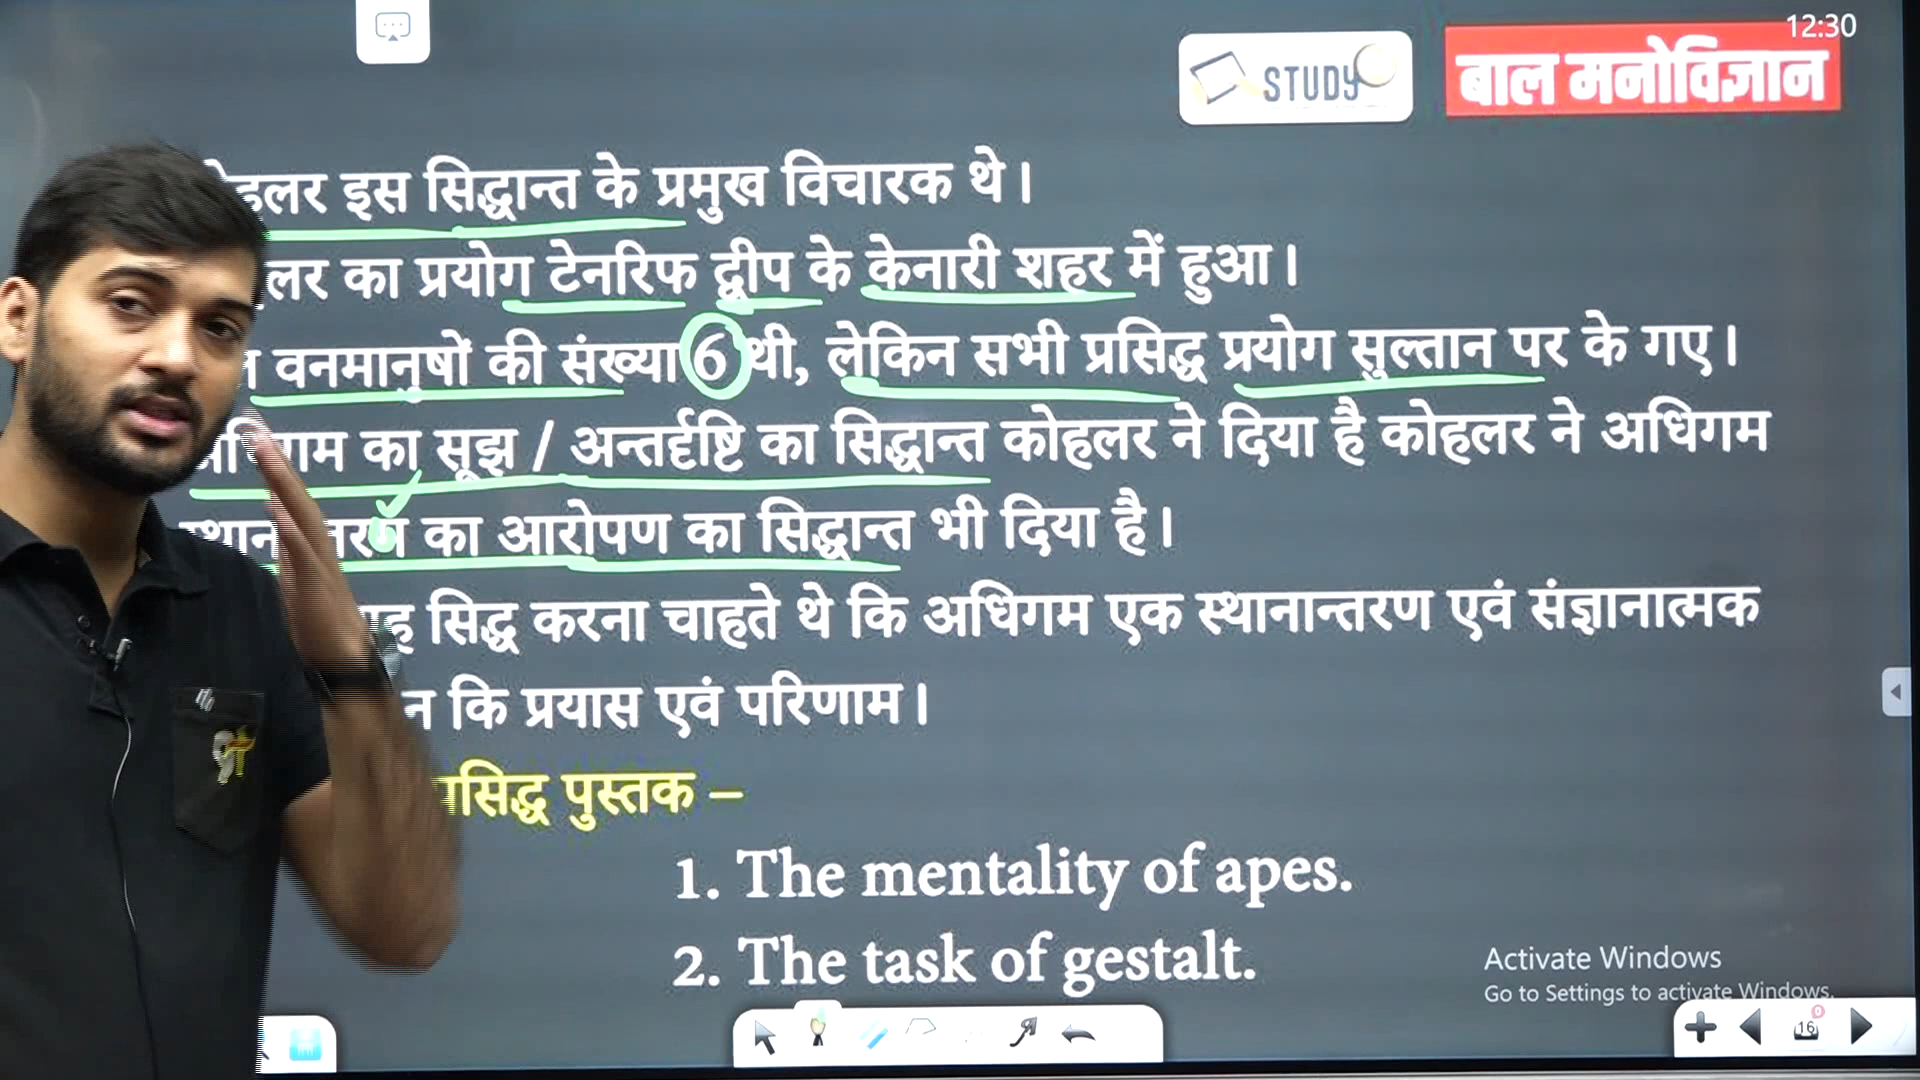 12:30
STUDY
बाल मनोविज्ञान
इस सिद्धान्त के प्रमुख विचारक थे।
का प्रयोग टेनरिफ द्वीप के केनारी शहर में हुआ।
वनमानुषों की संख्या 6 थी, लेकिन सभी प्रसिद्ध प्रयोग सुल्तान पर के गए।
का सूझ / अन्तर्दृष्टि का सिद्धान्त कोहलर ने दिया है कोहलर ने अधिगम
का आरोपण का सिद्धान्त भी दिया है।
सिद्ध करना चाहते थे कि अधिगम एक स्थानान्तरण एवं संज्ञानात्मक
न कि प्रयास एवं परिणाम।
पुस्तक –
1. The mentality of apes.
2. The task of gestalt.
Activate Windows
Go to Settings to activate Windows.
16